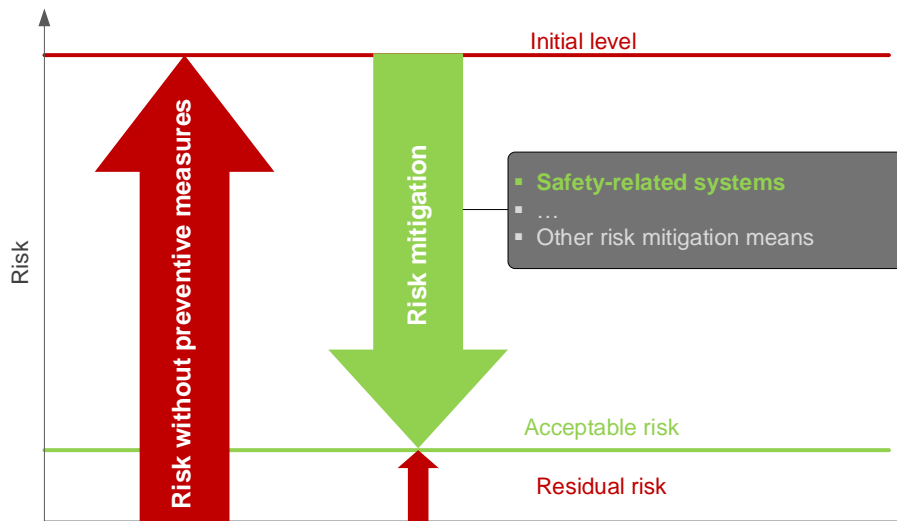 Initial level
Risk without preventive measures
Risk mitigation
▪ Safety-related systems
▪ …
▪ Other risk mitigation means
Risk
Acceptable risk
Residual risk